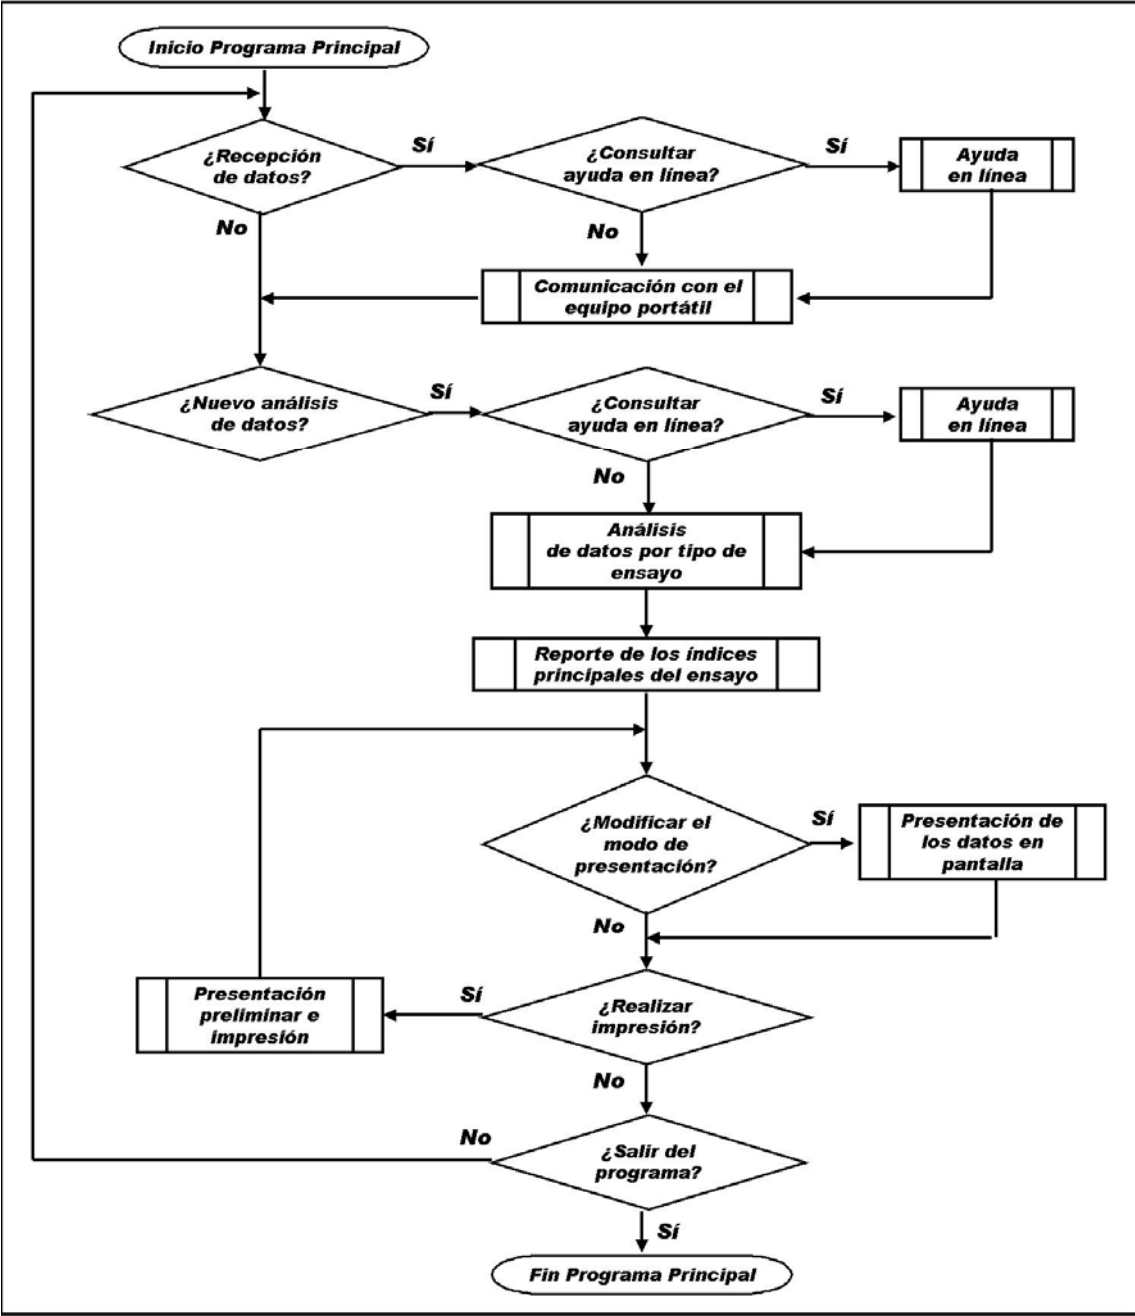 Inicio Programa Principal
¿Recepción
de datos?
Sí
¿Consultar
ayuda en línea?
Sí
Ayuda
en línea
No
No
Comunicación con el
equipo portátil
¿Nuevo análisis
de datos?
Sí
¿Consultar
ayuda en línea?
Sí
Ayuda
en línea
No
Análisis
de datos por tipo de
ensayo
Reporte de los índices
principales del ensayo
¿Modificar el
modo de
presentación?
Sí
Presentación de
los datos en
pantalla
No
Presentación
preliminar e
impresión
Sí
¿Realizar
impresión?
No
No
¿Salir del
programa?
Sí
Fin Programa Principal